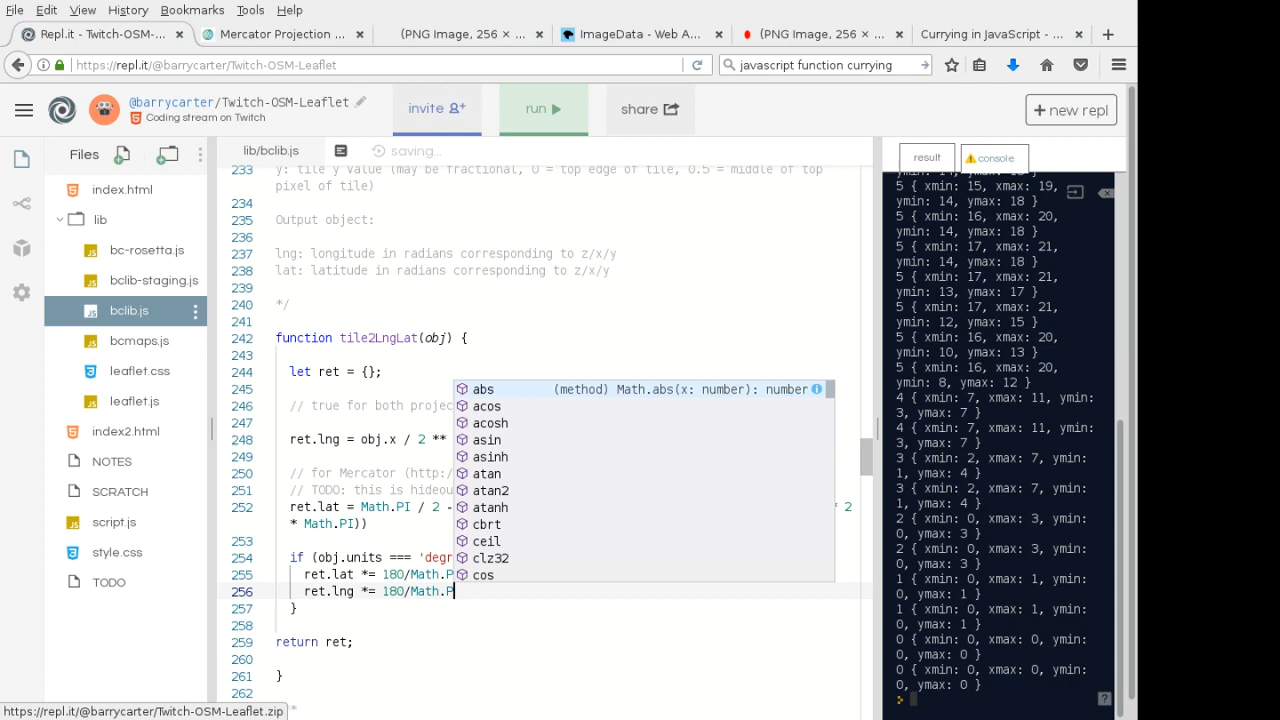 File Edit View History Bookmarks Tools Help
Repl.it - Twitch-OSM-... Mercator Projection ... (PNG Image, 256 × ... ImageData - Web A... (PNG Image, 256 × ... Currying in JavaScript - ...
https://repl.it/@barrycarter/Twitch-OSM-Leaflet javascript function currying
@barrycarter/Twitch-OSM-Leaflet
Coding stream on Twitch
invite
run
share
+ new repl
Files
lib/bclib.js
saving...
result
console
index.html
lib
bc-rosetta.js
bclib-staging.js
bclib.js
bcmaps.js
leaflet.css
leaflet.js
index2.html
NOTES
SCRATCH
script.js
style.css
TODO
233 y: tile y value (may be fractional, 0 = top edge of tile, 0.5 = middle of top
pixel of tile)
234
235 Output object:
236
237 lng: longitude in radians corresponding to z/x/y
238 lat: latitude in radians corresponding to z/x/y
239
240 */
241
242 function tile2LngLat(obj) {
243
244 let ret = {};
245
246 // true for both projec
247
248 ret.lng = obj.x / 2 **
249
250 // for Mercator (http:/
251 // TODO: this is hideou
252 ret.lat = Math.PI / 2 - * 2
* Math.PI))
253
254 if (obj.units === 'degr
255 ret.lat *= 180/Math.P
256 ret.lng *= 180/Math.P
257 }
258
259 return ret;
260
261 }
262
abs (method) Math.abs(x: number): number
acos
acosh
asin
asinh
atan
atan2
atanh
cbrt
ceil
clz32
cos
ymin: 14, ymax: 18 }
5 { xmin: 15, xmax: 19,
ymin: 14, ymax: 18 }
5 { xmin: 16, xmax: 20,
ymin: 14, ymax: 18 }
5 { xmin: 17, xmax: 21,
ymin: 14, ymax: 18 }
5 { xmin: 17, xmax: 21,
ymin: 13, ymax: 17 }
5 { xmin: 17, xmax: 21,
ymin: 12, ymax: 15 }
5 { xmin: 16, xmax: 20,
ymin: 10, ymax: 13 }
5 { xmin: 16, xmax: 20,
ymin: 8, ymax: 12 }
4 { xmin: 7, xmax: 11, ymin:
3, ymax: 7 }
4 { xmin: 7, xmax: 11, ymin:
3, ymax: 7 }
3 { xmin: 2, xmax: 7, ymin:
1, ymax: 4 }
3 { xmin: 2, xmax: 7, ymin:
1, ymax: 4 }
2 { xmin: 0, xmax: 3, ymin:
0, ymax: 3 }
2 { xmin: 0, xmax: 3, ymin:
0, ymax: 3 }
1 { xmin: 0, xmax: 1, ymin:
0, ymax: 1 }
1 { xmin: 0, xmax: 1, ymin:
0, ymax: 1 }
0 { xmin: 0, xmax: 0, ymin:
0, ymax: 0 }
0 { xmin: 0, xmax: 0, ymin:
0, ymax: 0 }
https://repl.it/@barrycarter/Twitch-OSM-Leaflet.zip